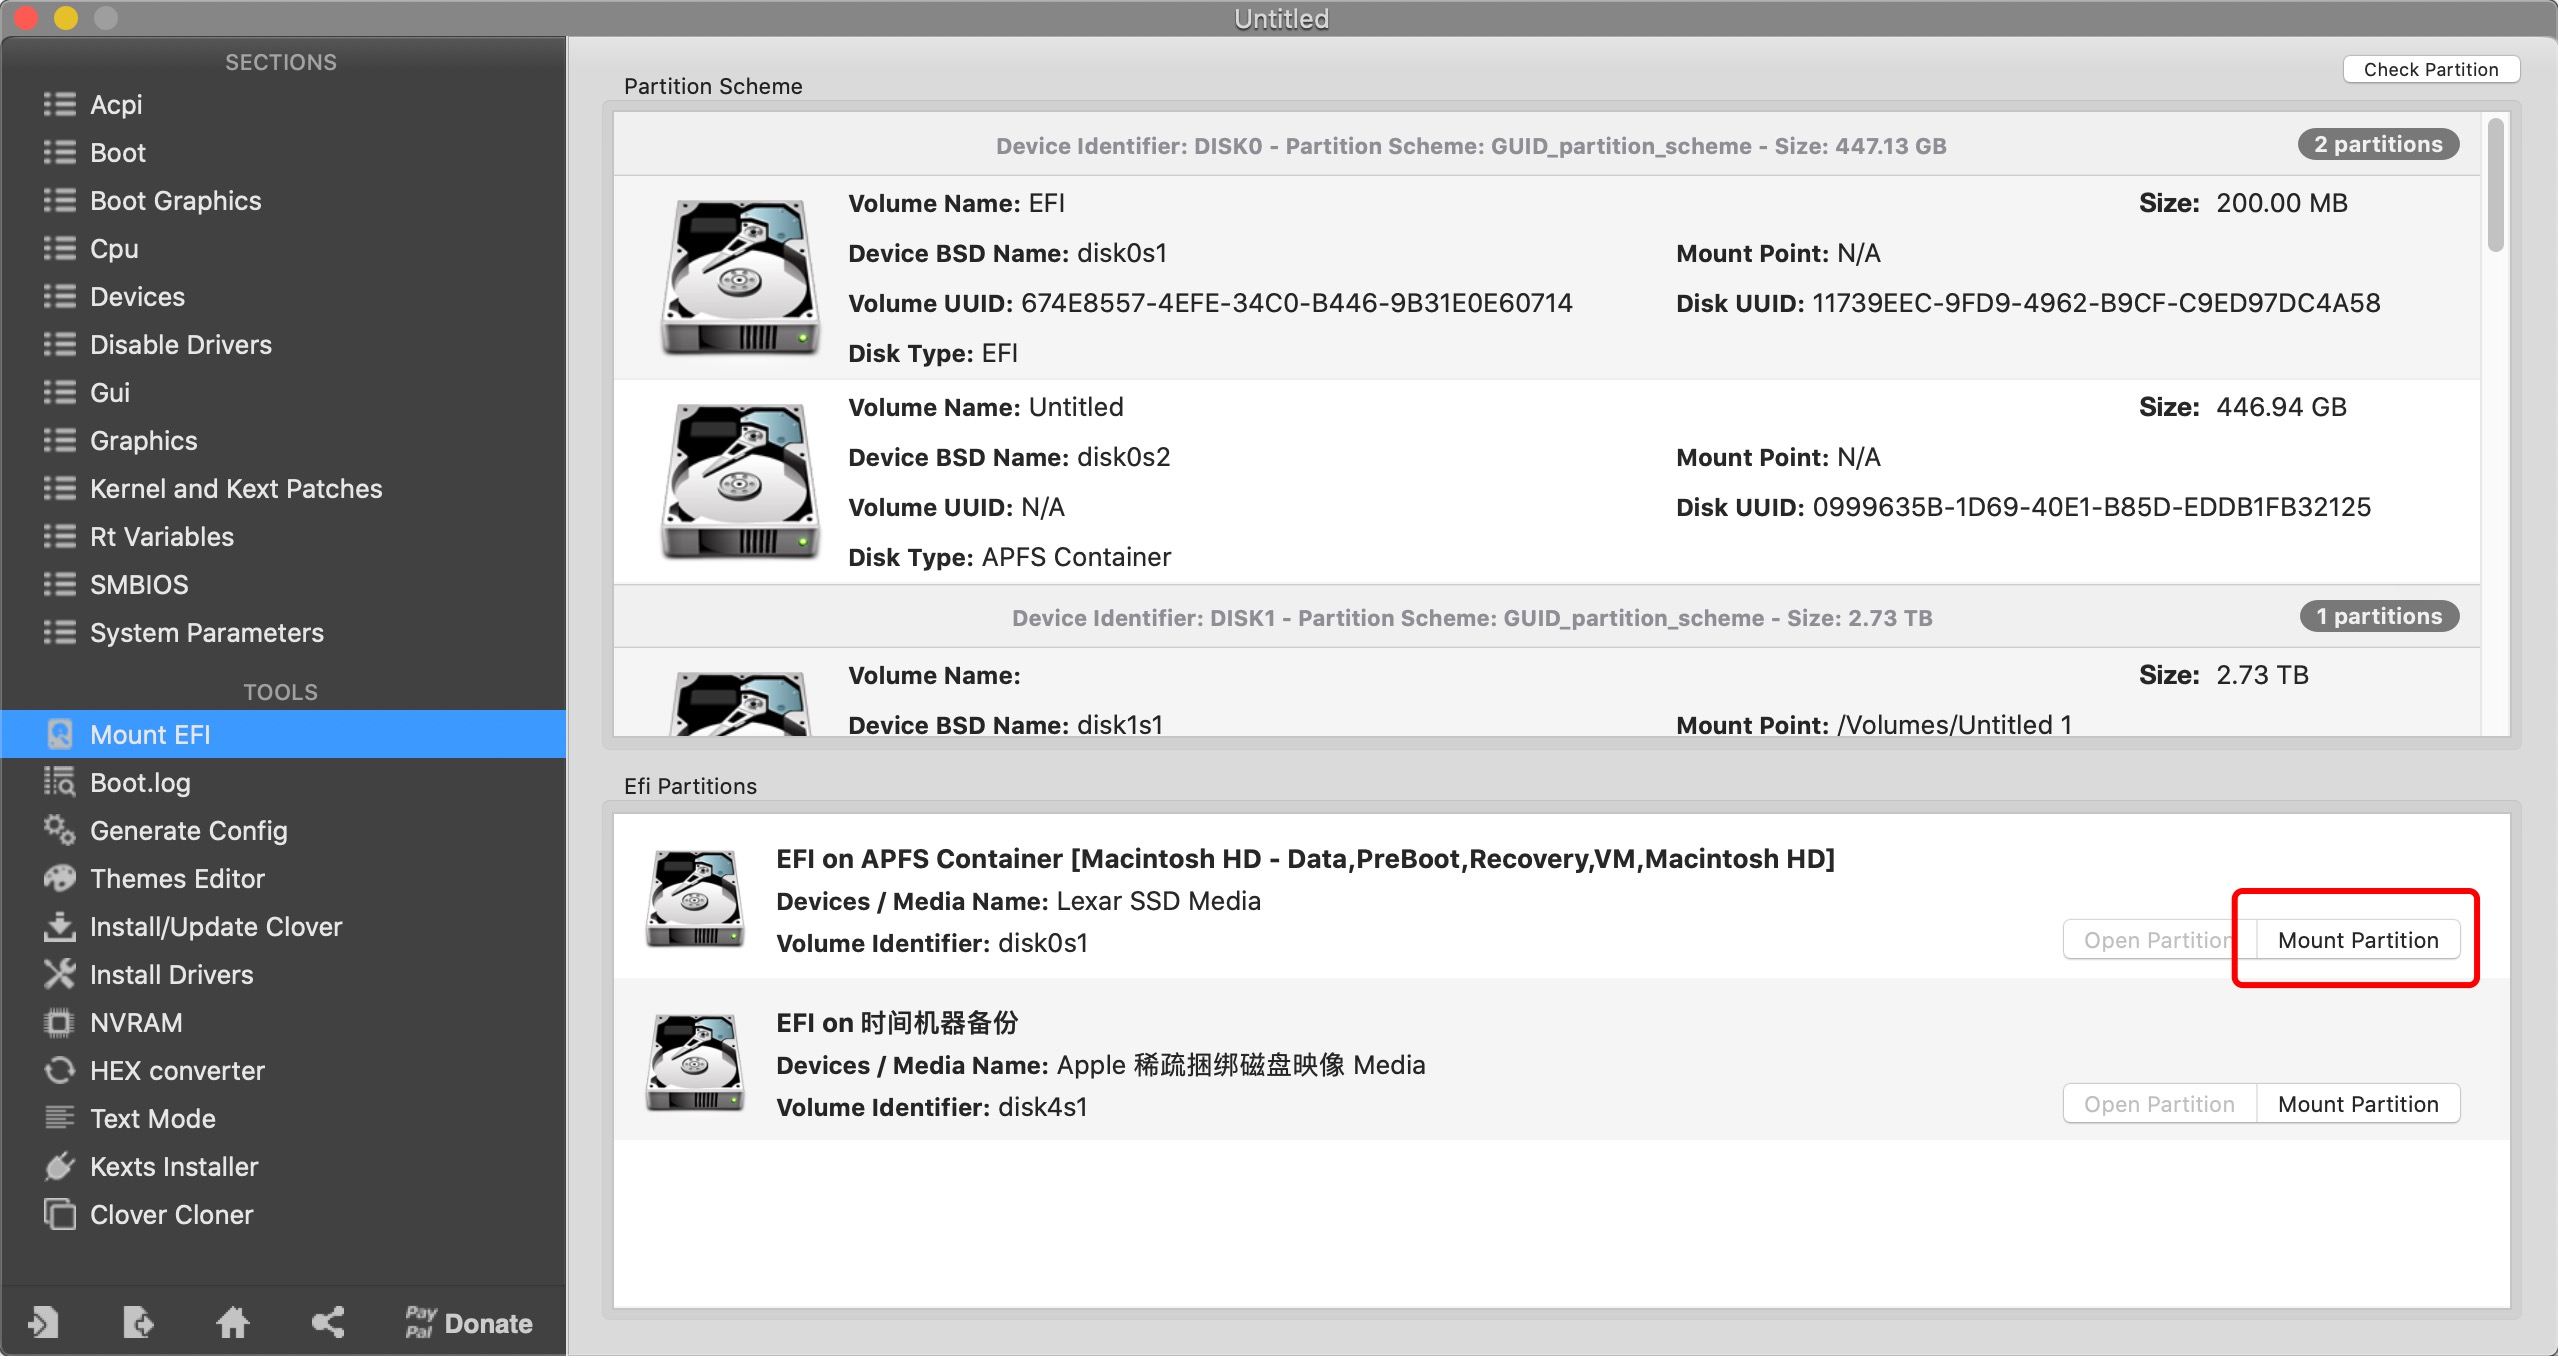 Untitled
SECTIONS
Acpi
Boot
Boot Graphics
Cpu
Devices
Disable Drivers
Gui
Graphics
Kernel and Kext Patches
Rt Variables
SMBIOS
System Parameters
TOOLS
Mount EFI
Boot.log
Generate Config
Themes Editor
Install/Update Clover
Install Drivers
NVRAM
HEX converter
Text Mode
Kexts Installer
Clover Cloner
Pay
Pal
Donate
Check Partition
Partition Scheme
Device Identifier: DISK0 - Partition Scheme: GUID_partition_scheme - Size: 447.13 GB
2 partitions
Volume Name: EFI
Size: 200.00 MB
Device BSD Name: disk0s1
Mount Point: N/A
Volume UUID: 674E8557-4EFE-34C0-B446-9B31E0E60714
Disk UUID: 11739EEC-9FD9-4962-B9CF-C9ED97DC4A58
Disk Type: EFI
Volume Name: Untitled
Size: 446.94 GB
Device BSD Name: disk0s2
Mount Point: N/A
Volume UUID: N/A
Disk UUID: 0999635B-1D69-40E1-B85D-EDDB1FB32125
Disk Type: APFS Container
Device Identifier: DISK1 - Partition Scheme: GUID_partition_scheme - Size: 2.73 TB
1 partitions
Volume Name:
Size: 2.73 TB
Device BSD Name: disk1s1
Mount Point: /Volumes/Untitled 1
Efi Partitions
EFI on APFS Container [Macintosh HD - Data,PreBoot,Recovery,VM,Macintosh HD]
Devices / Media Name: Lexar SSD Media
Volume Identifier: disk0s1
Open Partition
Mount Partition
EFI on 时间机器备份
Devices / Media Name: Apple 稀疏捆绑磁盘映像 Media
Volume Identifier: disk4s1
Open Partition
Mount Partition